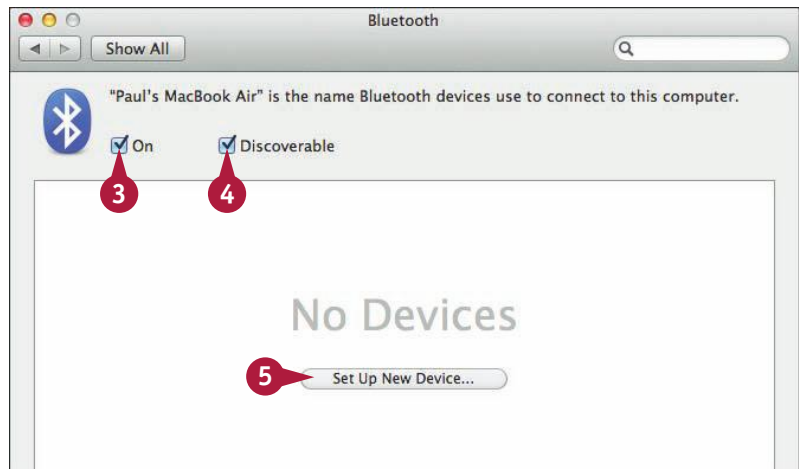 Bluetooth
Show All
"Paul's MacBook Air" is the name Bluetooth devices use to connect to this computer.
On Discoverable
3 4
No Devices
5 Set Up New Device...